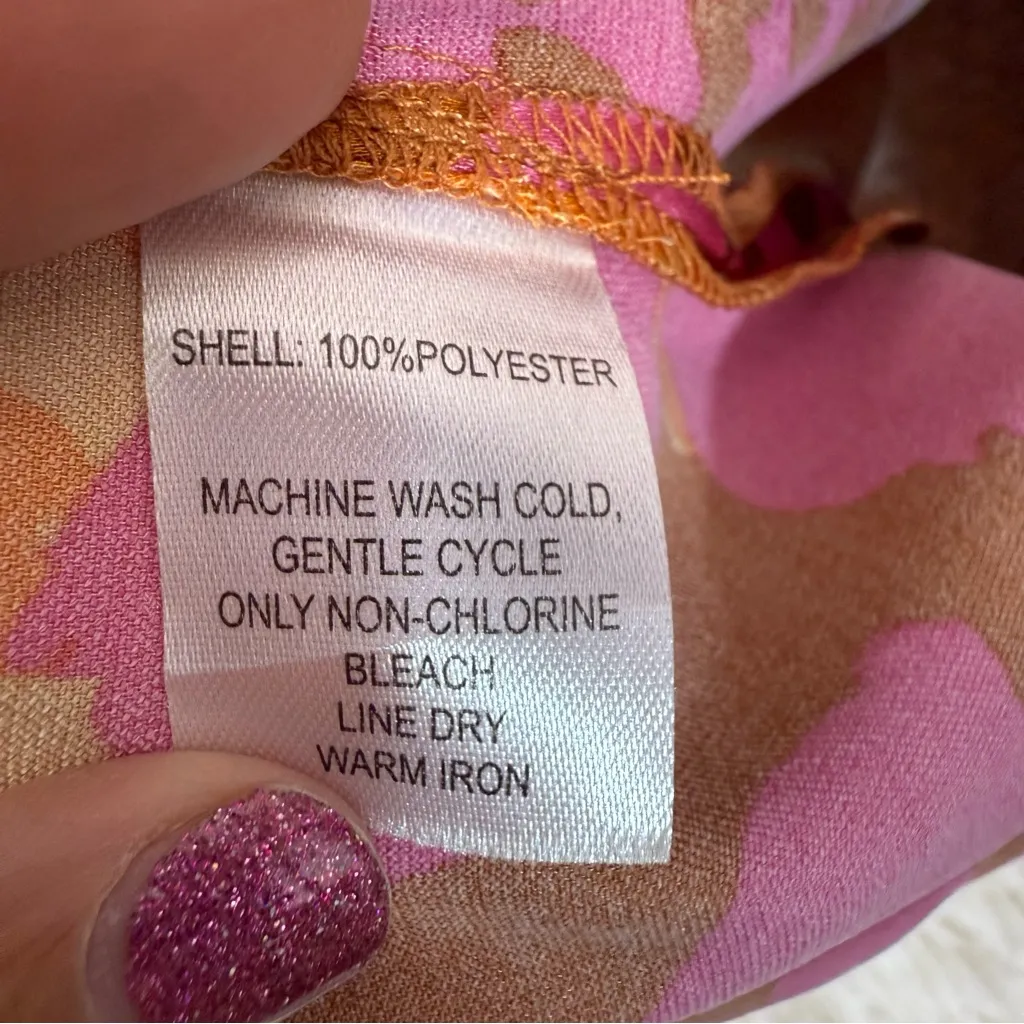 SHELL: 100%POLYESTER
MACHINE WASH COLD,
GENTLE CYCLE
ONLY NON-CHLORINE
BLEACH
LINE DRY
WARM IRON